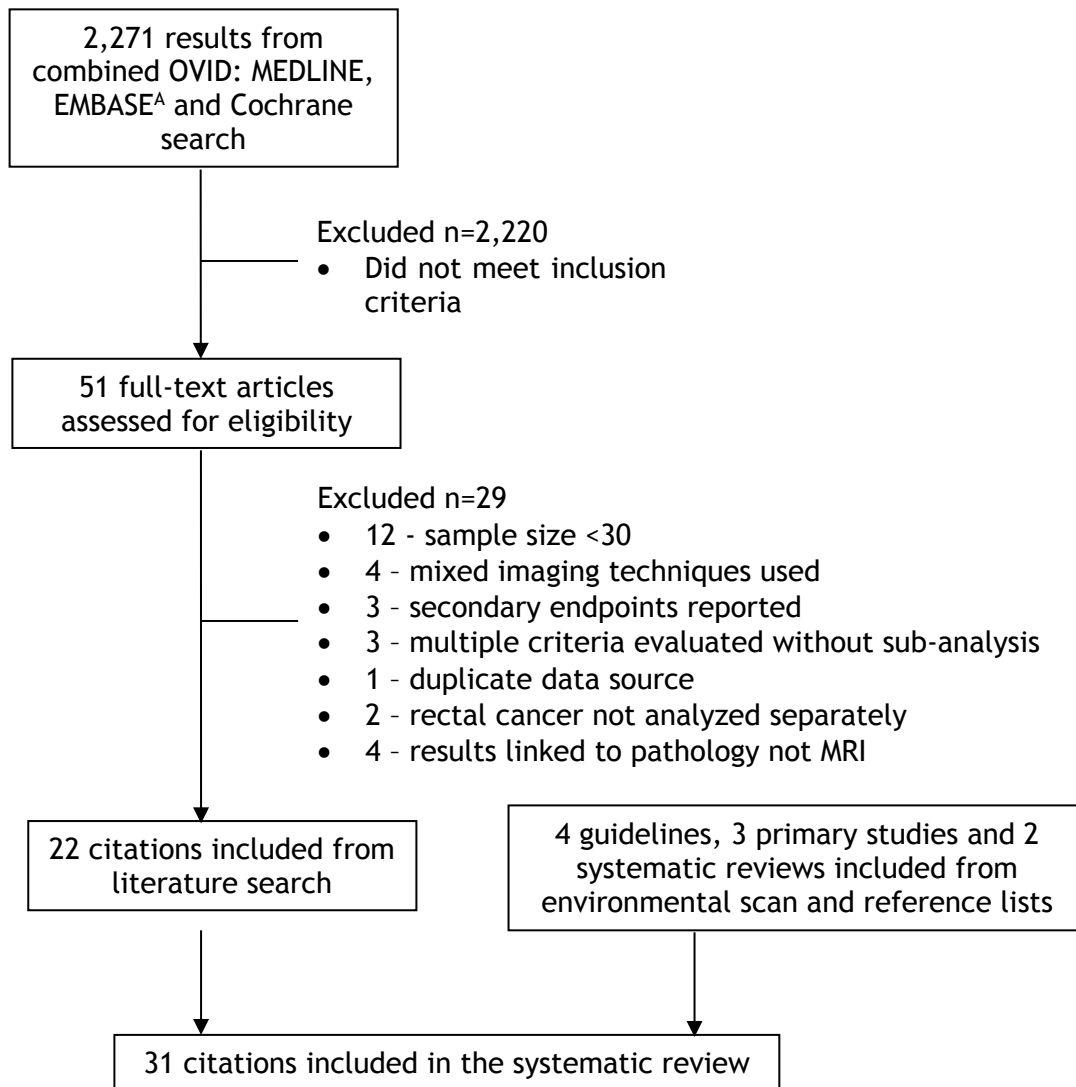 2,271 results from
combined OVID: MEDLINE,
EMBASEᴬ and Cochrane
search
Excluded n=2,220
• Did not meet inclusion
criteria
51 full-text articles
assessed for eligibility
Excluded n=29
• 12 - sample size <30
• 4 – mixed imaging techniques used
• 3 – secondary endpoints reported
• 3 – multiple criteria evaluated without sub-analysis
• 1 – duplicate data source
• 2 – rectal cancer not analyzed separately
• 4 – results linked to pathology not MRI
22 citations included from
literature search
4 guidelines, 3 primary studies and 2
systematic reviews included from
environmental scan and reference lists
31 citations included in the systematic review